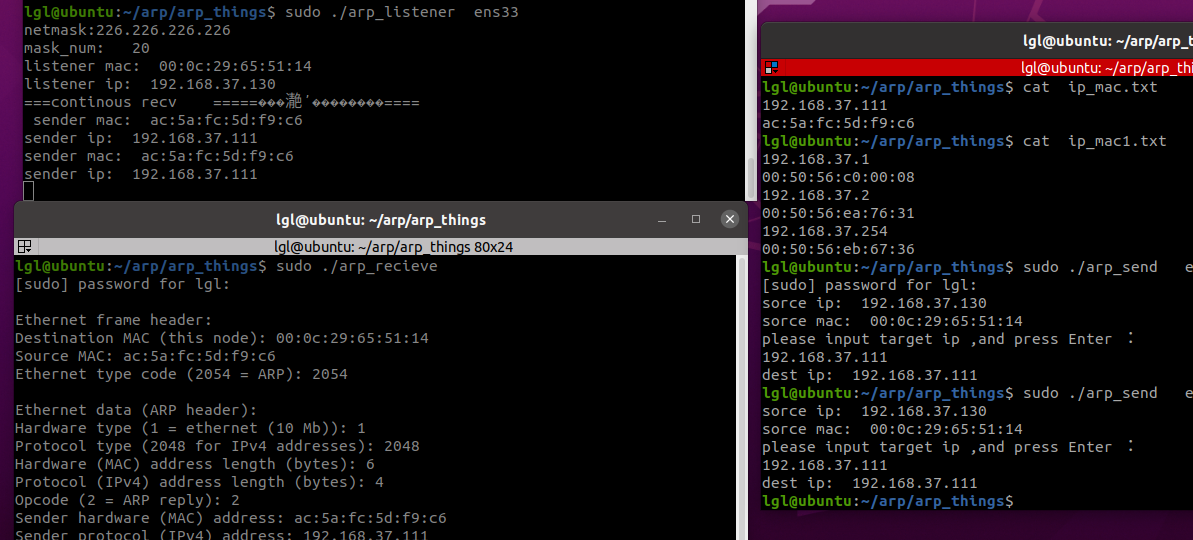 lgl@ubuntu:~/arp/arp_things$ sudo ./arp_listener  ens33
netmask:226.226.226.226
mask_num:   20
listener mac:  00:0c:29:65:51:14
listener ip:  192.168.37.130
===continous recv    =====���灔ʹ��������====
 sender mac:  ac:5a:fc:5d:f9:c6
sender ip:  192.168.37.111
sender mac:  ac:5a:fc:5d:f9:c6
sender ip:  192.168.37.111
lgl@ubuntu: ~/arp/arp_things
lgl@ubuntu: ~/arp/arp_things 80x24
lgl@ubuntu:~/arp/arp_things$ sudo ./arp_recieve
[sudo] password for lgl:
Ethernet frame header:
Destination MAC (this node): 00:0c:29:65:51:14
Source MAC: ac:5a:fc:5d:f9:c6
Ethernet type code (2054 = ARP): 2054
Ethernet data (ARP header):
Hardware type (1 = ethernet (10 Mb)): 1
Protocol type (2048 for IPv4 addresses): 2048
Hardware (MAC) address length (bytes): 6
Protocol (IPv4) address length (bytes): 4
Opcode (2 = ARP reply): 2
Sender hardware (MAC) address: ac:5a:fc:5d:f9:c6
Sender protocol (IPv4) address: 192.168.37.111
lgl@ubuntu: ~/arp/arp_t
lgl@ubuntu: ~/arp/arp_thi
lgl@ubuntu:~/arp/arp_things$ cat  ip_mac.txt
192.168.37.111
ac:5a:fc:5d:f9:c6
lgl@ubuntu:~/arp/arp_things$ cat  ip_mac1.txt
192.168.37.1
00:50:56:c0:00:08
192.168.37.2
00:50:56:ea:76:31
192.168.37.254
00:50:56:eb:67:36
lgl@ubuntu:~/arp/arp_things$ sudo ./arp_send   e
[sudo] password for lgl:
sorce ip:  192.168.37.130
sorce mac:  00:0c:29:65:51:14
please input target ip ,and press Enter ：
192.168.37.111
dest ip:  192.168.37.111
lgl@ubuntu:~/arp/arp_things$ sudo ./arp_send   e
sorce ip:  192.168.37.130
sorce mac:  00:0c:29:65:51:14
please input target ip ,and press Enter ：
192.168.37.111
dest ip:  192.168.37.111
lgl@ubuntu:~/arp/arp_things$